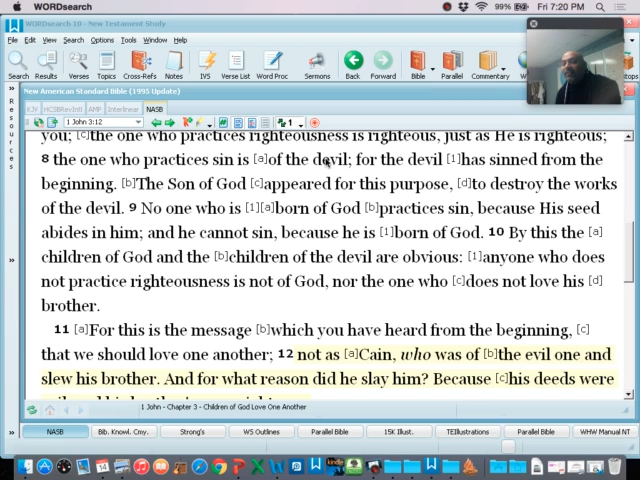 WORDsearch 99% Fri 7:20 PM
WORDsearch 10 - New Testament Study
File Edit View Search Options Tools Window Help
Search Results Verses Topics Cross-Refs Notes IVS Verse List Word Proc Sermons Back Forward Bible Parallel Commentary
New American Standard Bible (1995 Update)
KJV HCSBRevIntl AMP Interlinear NASB
1 John 3:12 1
Resources
you; [c]the one who practices righteousness is righteous, just as He is righteous;
8 the one who practices sin is [a]of the devil; for the devil [1]has sinned from the
beginning. [b]The Son of God [c]appeared for this purpose, [d]to destroy the works
of the devil. 9 No one who is [1][a]born of God [b]practices sin, because His seed
abides in him; and he cannot sin, because he is [1]born of God. 10 By this the [a]
children of God and the [b]children of the devil are obvious: [1]anyone who does
not practice righteousness is not of God, nor the one who [c]does not love his [d]
brother.
11 [a]For this is the message [b]which you have heard from the beginning, [c]
that we should love one another; 12 not as [a]Cain, who was of [b]the evil one and
slew his brother. And for what reason did he slay him? Because [c]his deeds were
1 John - Chapter 3 - Children of God Love One Another
NASB Bib. Knowl. Cmy. Strong's WS Outlines Parallel Bible 15K Illust. TEIllustrations Parallel Bible WHW Manual NT